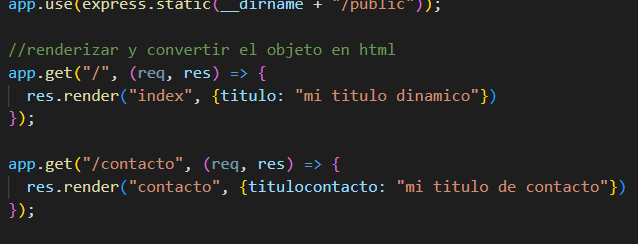 app.use(express.static(__dirname + "/public"));
//renderizar y convertir el objeto en html
app.get("/", (req, res) => {
  res.render("index", {titulo: "mi titulo dinamico"})
});
app.get("/contacto", (req, res) => {
  res.render("contacto", {titulocontacto: "mi titulo de contacto"})
});